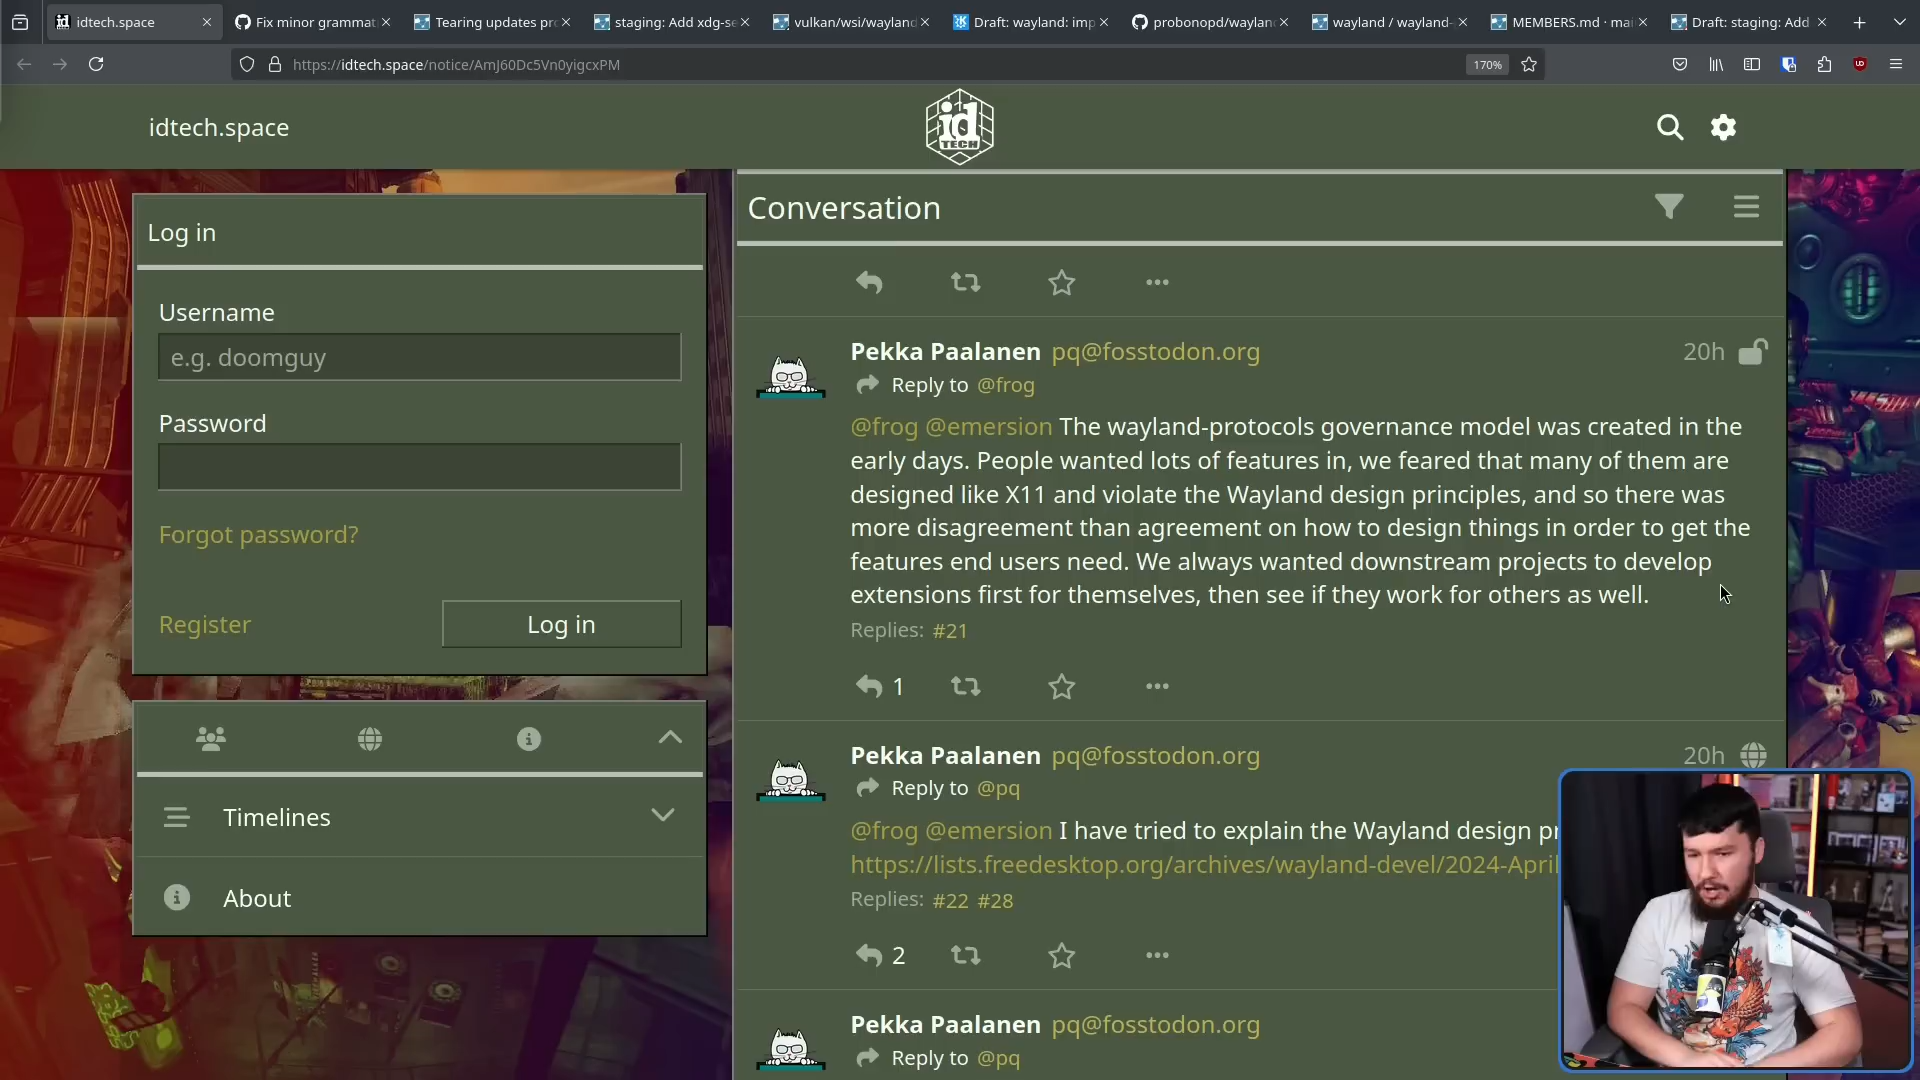 idtech.space
Fix minor grammat
Tearing updates pro
staging: Add xdg-se
vulkan/wsi/wayland
Draft: wayland: imp
probonopd/wayland
wayland / wayland-
MEMBERS.md · mai
Draft: staging: Add
https://idtech.space/notice/AmJ60Dc5Vn0yigcxPM
170%
idtech.space
id
TECH
Log in
Username
e.g. doomguy
Password
Forgot password?
Register
Log in
Timelines
About
Conversation
Pekka Paalanen pq@fosstodon.org
20h
Reply to @frog
@frog @emersion The wayland-protocols governance model was created in the
early days. People wanted lots of features in, we feared that many of them are
designed like X11 and violate the Wayland design principles, and so there was
more disagreement than agreement on how to design things in order to get the
features end users need. We always wanted downstream projects to develop
extensions first for themselves, then see if they work for others as well.
Replies: #21
1
Pekka Paalanen pq@fosstodon.org
20h
Reply to @pq
@frog @emersion I have tried to explain the Wayland design pr
https://lists.freedesktop.org/archives/wayland-devel/2024-April
Replies: #22 #28
2
Pekka Paalanen pq@fosstodon.org
Reply to @pq